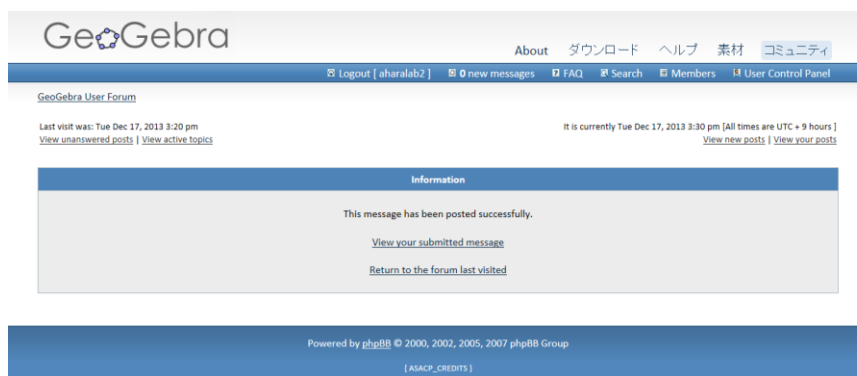 GeoGebra
About ダウンロード ヘルプ 素材 コミュニティ
Logout [ aharalab2 ] 0 new messages FAQ Search Members User Control Panel
GeoGebra User Forum
Last visit was: Tue Dec 17, 2013 3:20 pm It is currently Tue Dec 17, 2013 3:30 pm [All times are UTC + 9 hours ]
View unanswered posts | View active topics View new posts | View your posts
Information
This message has been posted successfully.
View your submitted message
Return to the forum last visited
Powered by phpBB © 2000, 2002, 2005, 2007 phpBB Group
[ ASACP_CREDITS ]